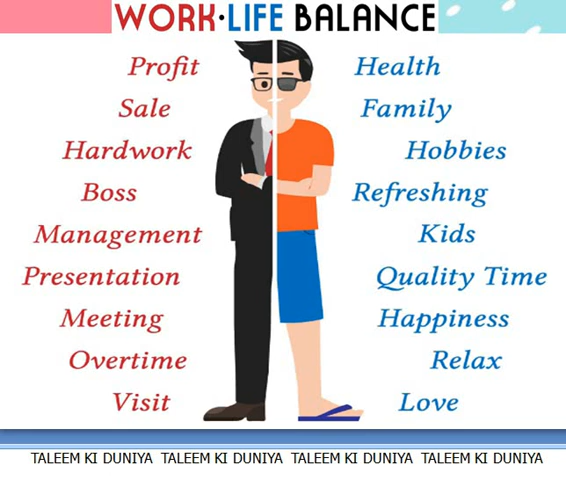 WORK·LIFE BALANCE
Profit
Sale
Hardwork
Boss
Management
Presentation
Meeting
Overtime
Visit
Health
Family
Hobbies
Refreshing
Kids
Quality Time
Happiness
Relax
Love
TALEEM KI DUNIYA TALEEM KI DUNIYA TALEEM KI DUNIYA TALEEM KI DUNIYA